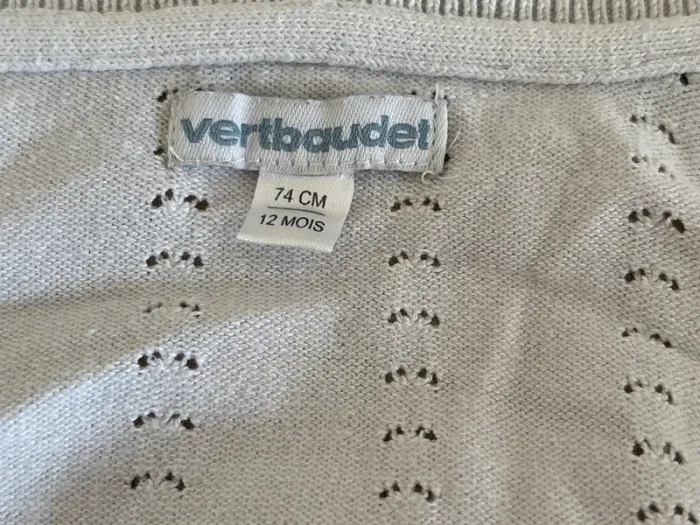 vertbaudet
74 CM
12 MOIS